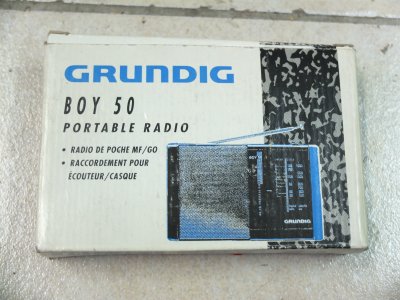 GRUNDIG
BOY 50
PORTABLE RADIO
• RADIO DE POCHE MF/GO
• RACCORDEMENT POUR
ÉCOUTEUR/CASQUE
GRUNDIG